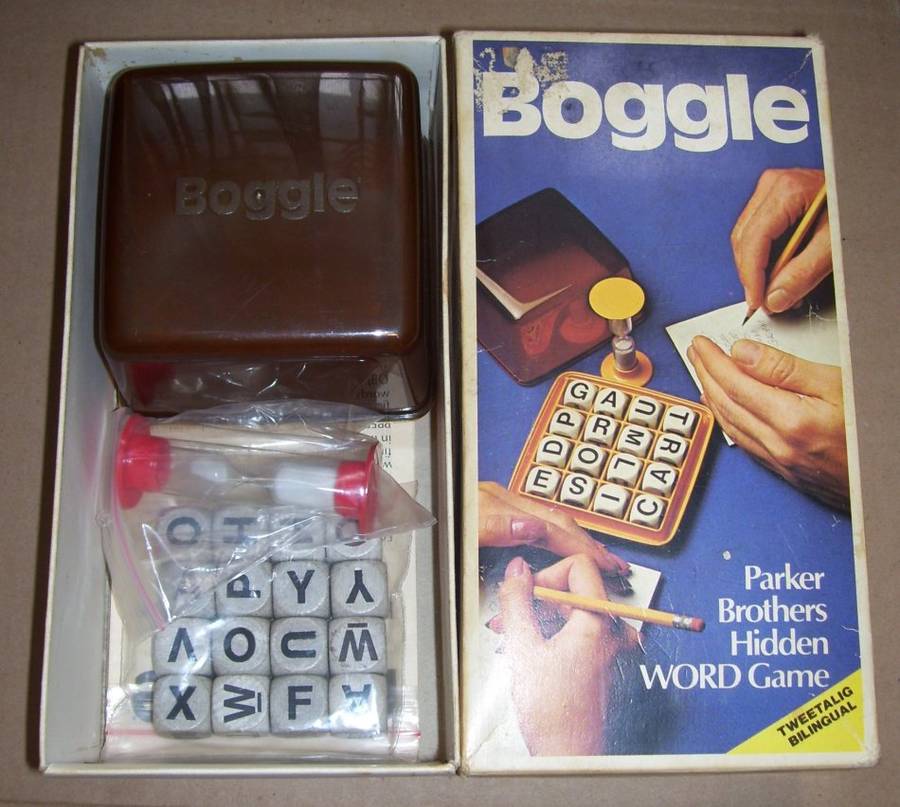 Boggle
O H
P Y Y
V O U W
X W F A
Boggle
G A U T
P R M R
D O L A
E S I C
Parker
Brothers
Hidden
WORD Game
TWEETALIG
BILINGUAL